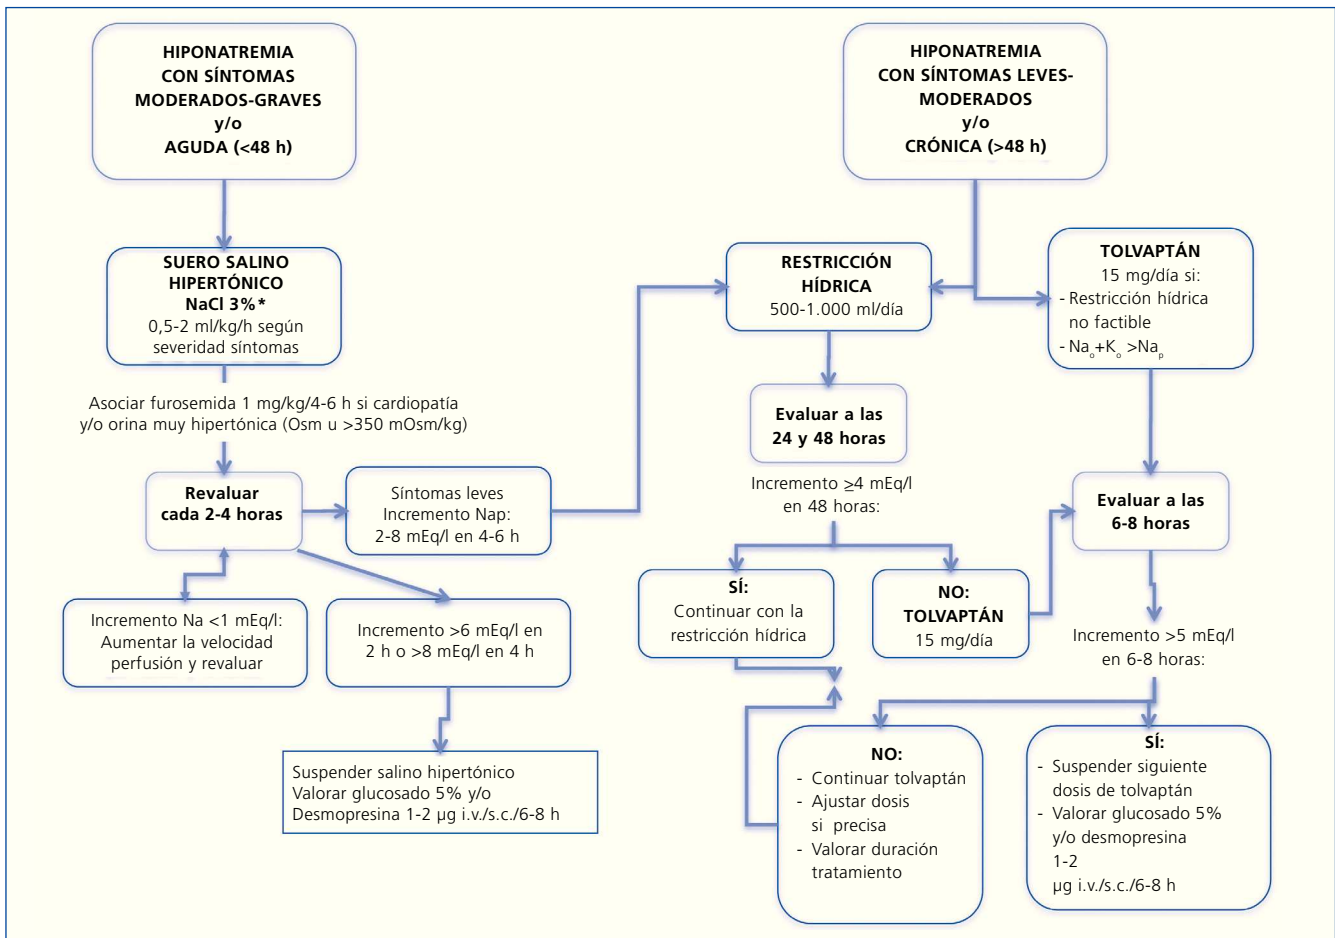 HIPONATREMIA
CON SÍNTOMAS
MODERADOS-GRAVES
y/o
AGUDA (<48 h)
HIPONATREMIA
CON SÍNTOMAS LEVES-
MODERADOS
y/o
CRÓNICA (>48 h)
SUERO SALINO
HIPERTÓNICO
NaCl 3%*
0,5-2 ml/kg/h según
severidad síntomas
RESTRICCIÓN
HÍDRICA
500-1.000 ml/día
TOLVAPTÁN
15 mg/día si:
- Restricción hídrica
no factible
- Nao+Ko >Nap
Asociar furosemida 1 mg/kg/4-6 h si cardiopatía
y/o orina muy hipertónica (Osm u >350 mOsm/kg)
Evaluar a las
24 y 48 horas
Revaluar
cada 2-4 horas
Síntomas leves
Incremento Nap:
2-8 mEq/l en 4-6 h
Incremento ≥4 mEq/l
en 48 horas:
Evaluar a las
6-8 horas
Incremento Na <1 mEq/l:
Aumentar la velocidad
perfusión y revaluar
Incremento >6 mEq/l en
2 h o >8 mEq/l en 4 h
SÍ:
Continuar con la
restricción hídrica
NO:
TOLVAPTÁN
15 mg/día
Incremento >5 mEq/l
en 6-8 horas:
Suspender salino hipertónico
Valorar glucosado 5% y/o
Desmopresina 1-2 µg i.v./s.c./6-8 h
NO:
- Continuar tolvaptán
- Ajustar dosis
si precisa
- Valorar duración
tratamiento
SÍ:
- Suspender siguiente
dosis de tolvaptán
- Valorar glucosado 5%
y/o desmopresina
1-2
µg i.v./s.c./6-8 h